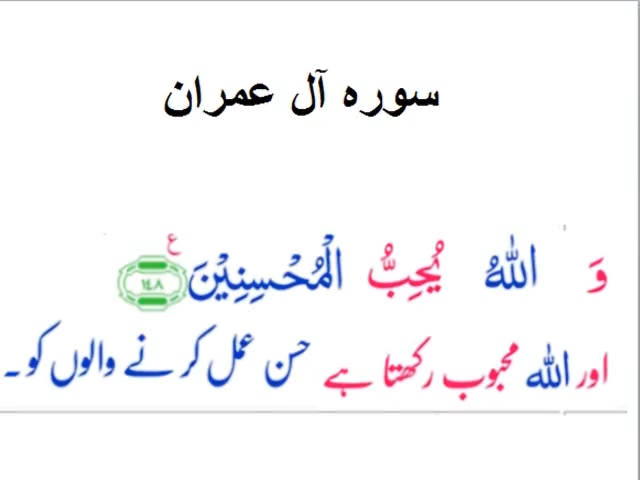 سورہ آل عمران
وَ اللّٰهُ يُحِبُّ الْمُحْسِنِيْنَ ١٤٨ ع
اور اللہ محبوب رکھتا ہے حسن عمل کرنے والوں کو۔